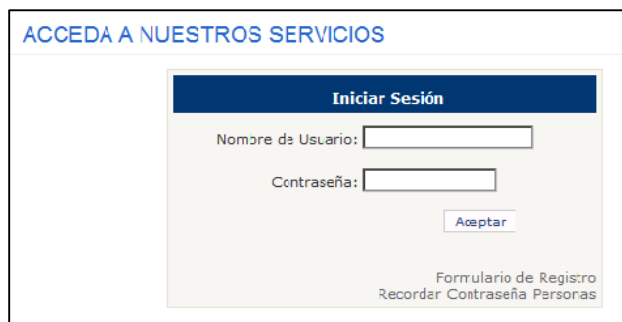 ACCEDA A NUESTROS SERVICIOS
Iniciar Sesión
Nombre de Usuario:
Contraseña:
Aceptar
Formulario de Registro
Recordar Contraseña Personas